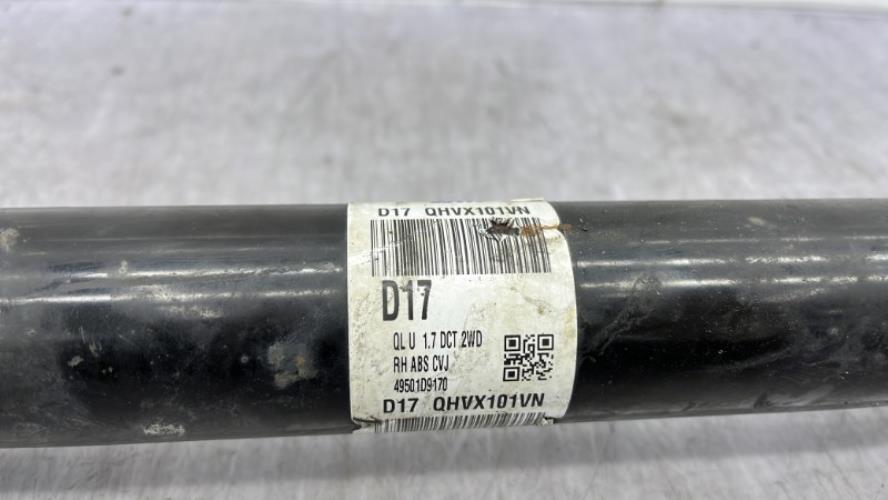 D17 QHVX101VN
D17
QL U 1.7 DCT 2WD
RH ABS CVJ
49501D9170
D17 QHVX101VN